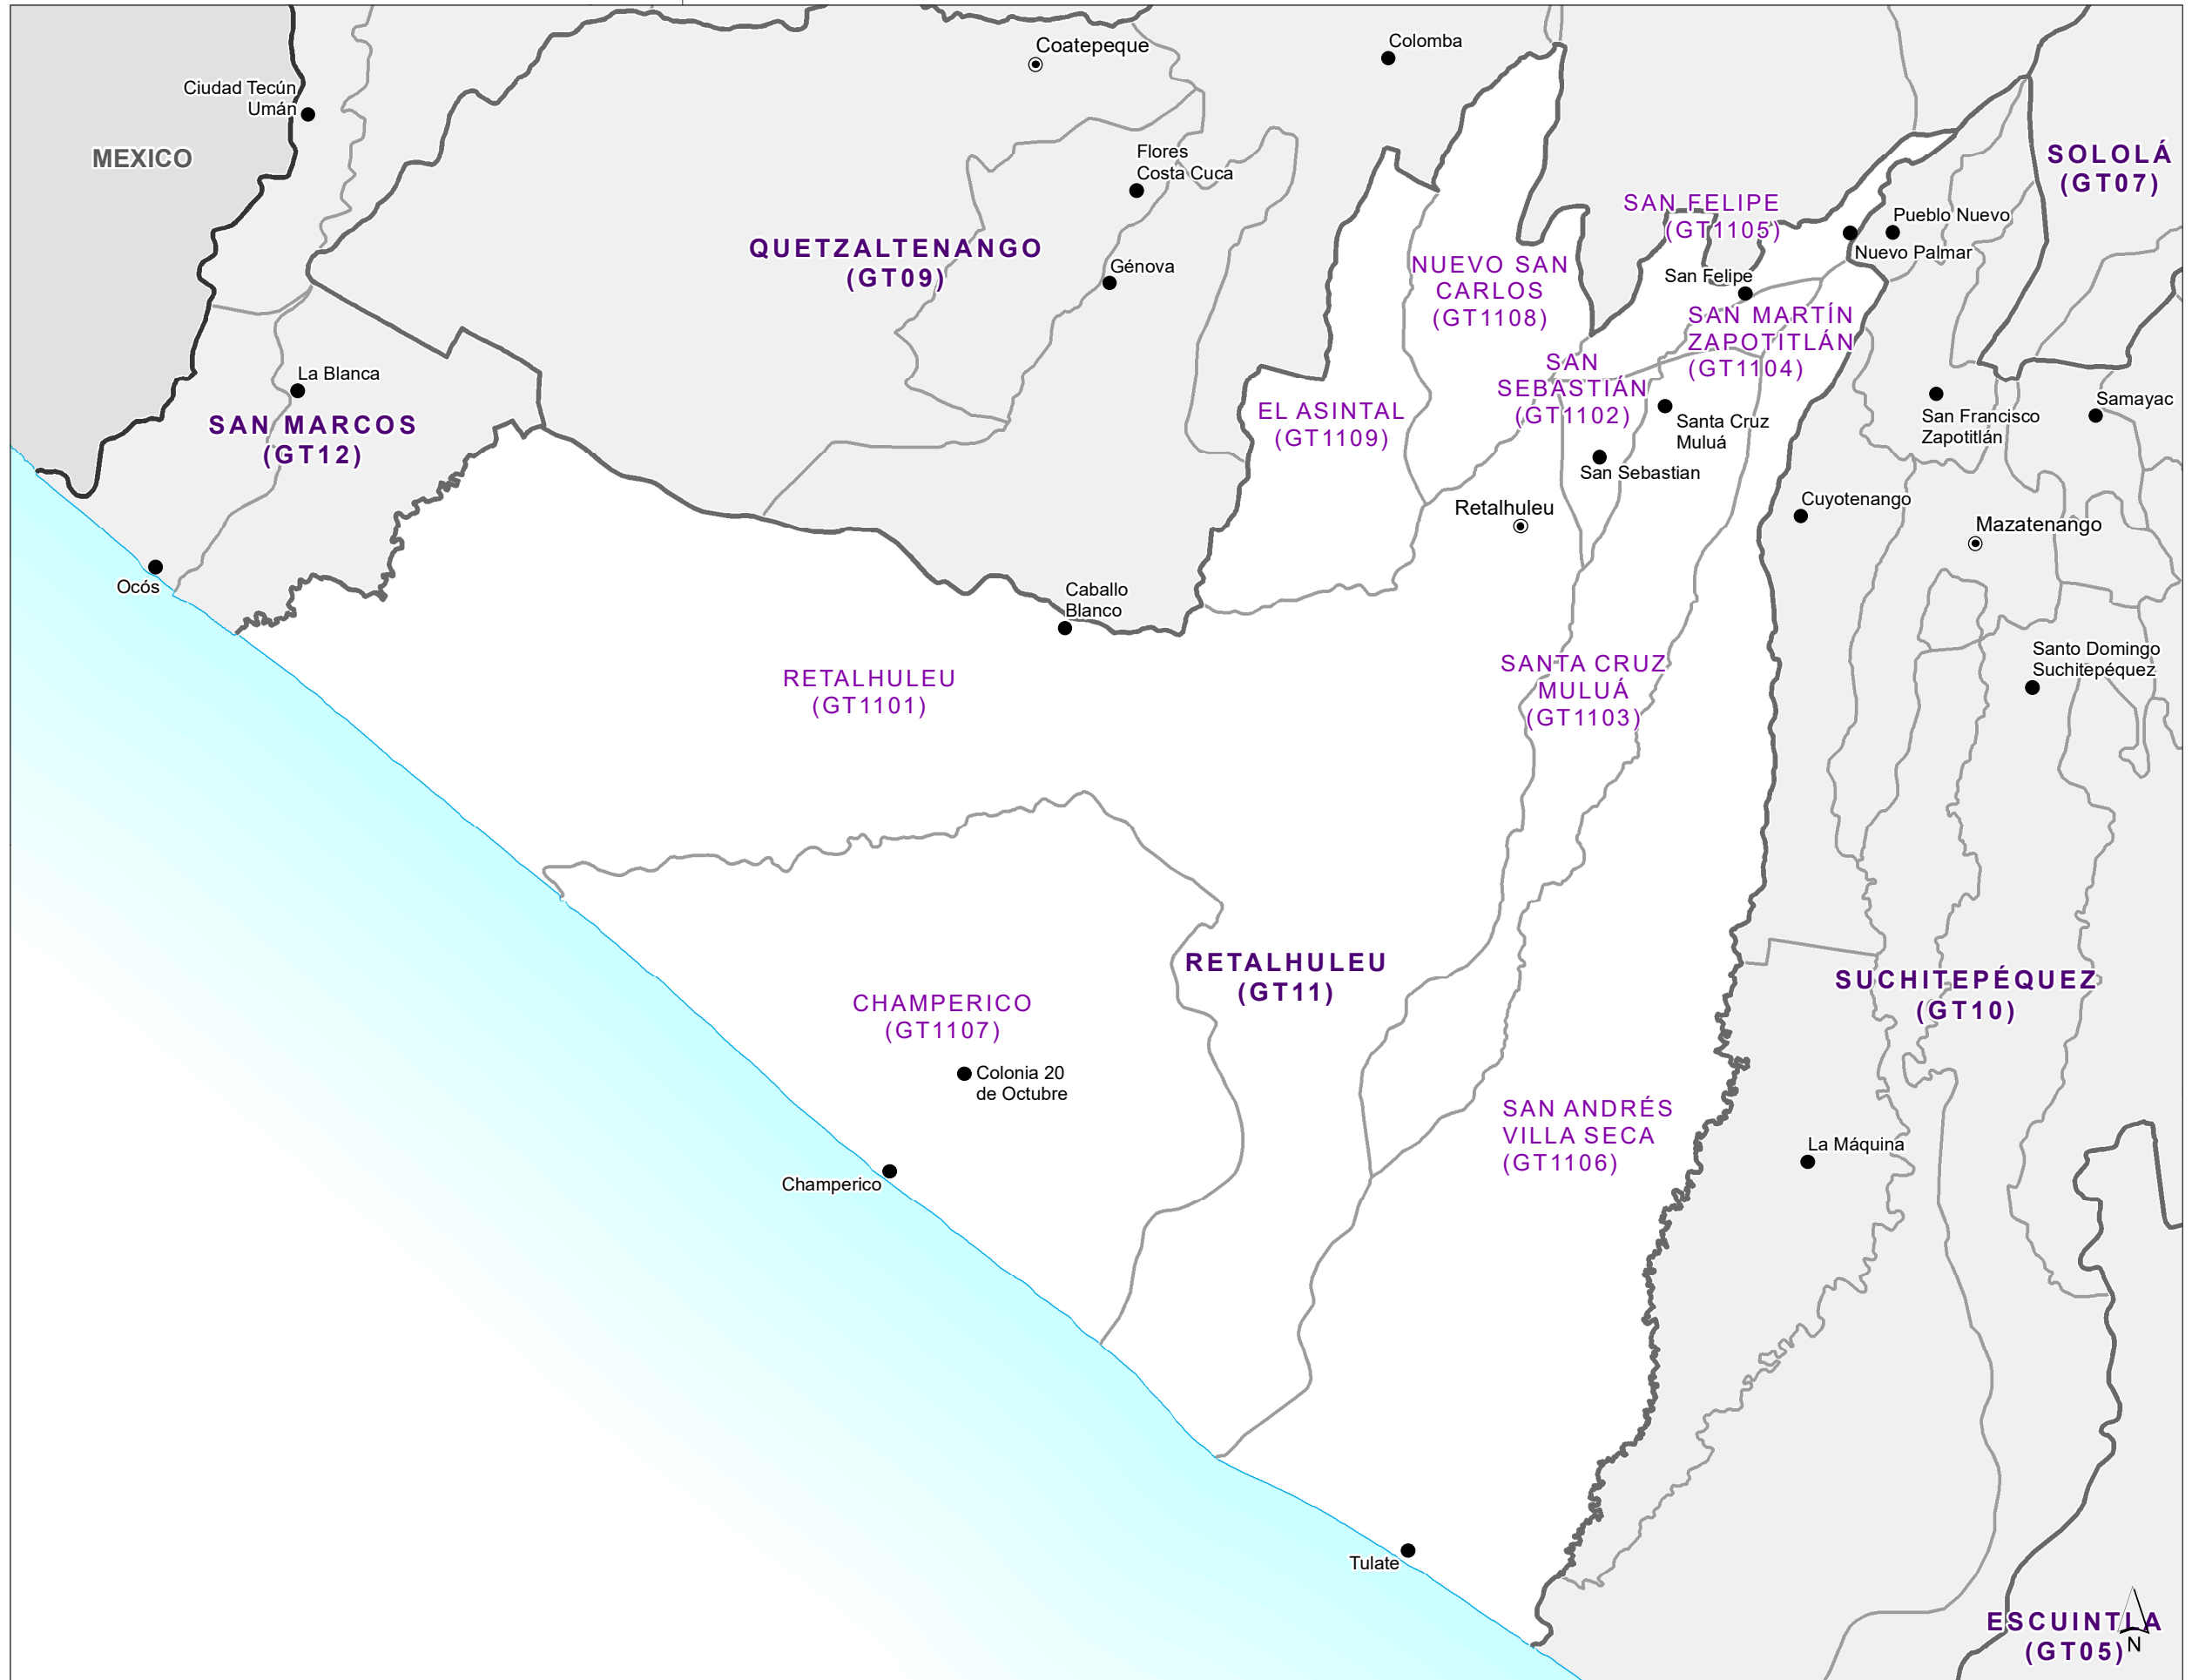 Coatepeque
Colomba
Ciudad Tecún
Umán
MEXICO
Flores
Costa Cuca
SOLOLÁ
(GT07)
SAN FELIPE
(GT1105)
Pueblo Nuevo
Nuevo Palmar
QUETZALTENANGO
(GT09)
Génova
NUEVO SAN
CARLOS
(GT1108)
San Felipe
SAN MARTÍN
ZAPOTITLÁN
(GT1104)
La Blanca
SAN
SEBASTIÁN
(GT1102)
SAN MARCOS
(GT12)
EL ASINTAL
(GT1109)
Santa Cruz
Muluá
San Francisco
Zapotitlán
Samayac
San Sebastian
Retalhuleu
Cuyotenango
Mazatenango
Ocós
Caballo
Blanco
RETALHULEU
(GT1101)
SANTA CRUZ
MULUÁ
(GT1103)
Santo Domingo
Suchitepéquez
RETALHULEU
(GT11)
SUCHITEPÉQUEZ
(GT10)
CHAMPERICO
(GT1107)
Colonia 20
de Octubre
SAN ANDRÉS
VILLA SECA
(GT1106)
La Máquina
Champerico
Tulate
ESCUINTLA
(GT05)
N